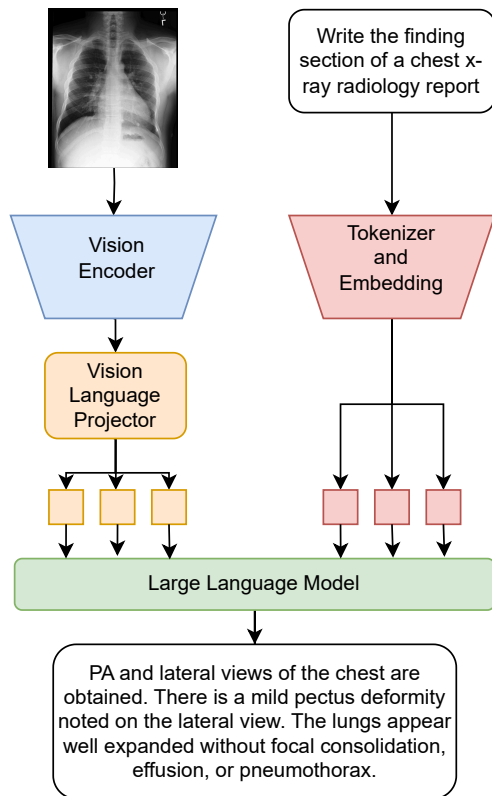 Write the finding
section of a chest x-
ray radiology report
Vision
Encoder
Tokenizer
and
Embedding
Vision
Language
Projector
Large Language Model
PA and lateral views of the chest are
obtained. There is a mild pectus deformity
noted on the lateral view. The lungs appear
well expanded without focal consolidation,
effusion, or pneumothorax.